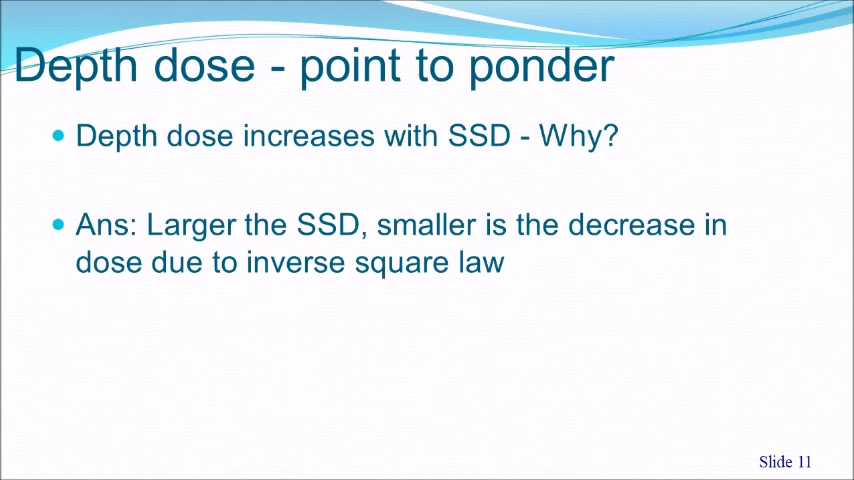 Depth dose - point to ponder
• Depth dose increases with SSD - Why?
• Ans: Larger the SSD, smaller is the decrease in
dose due to inverse square law
Slide 11